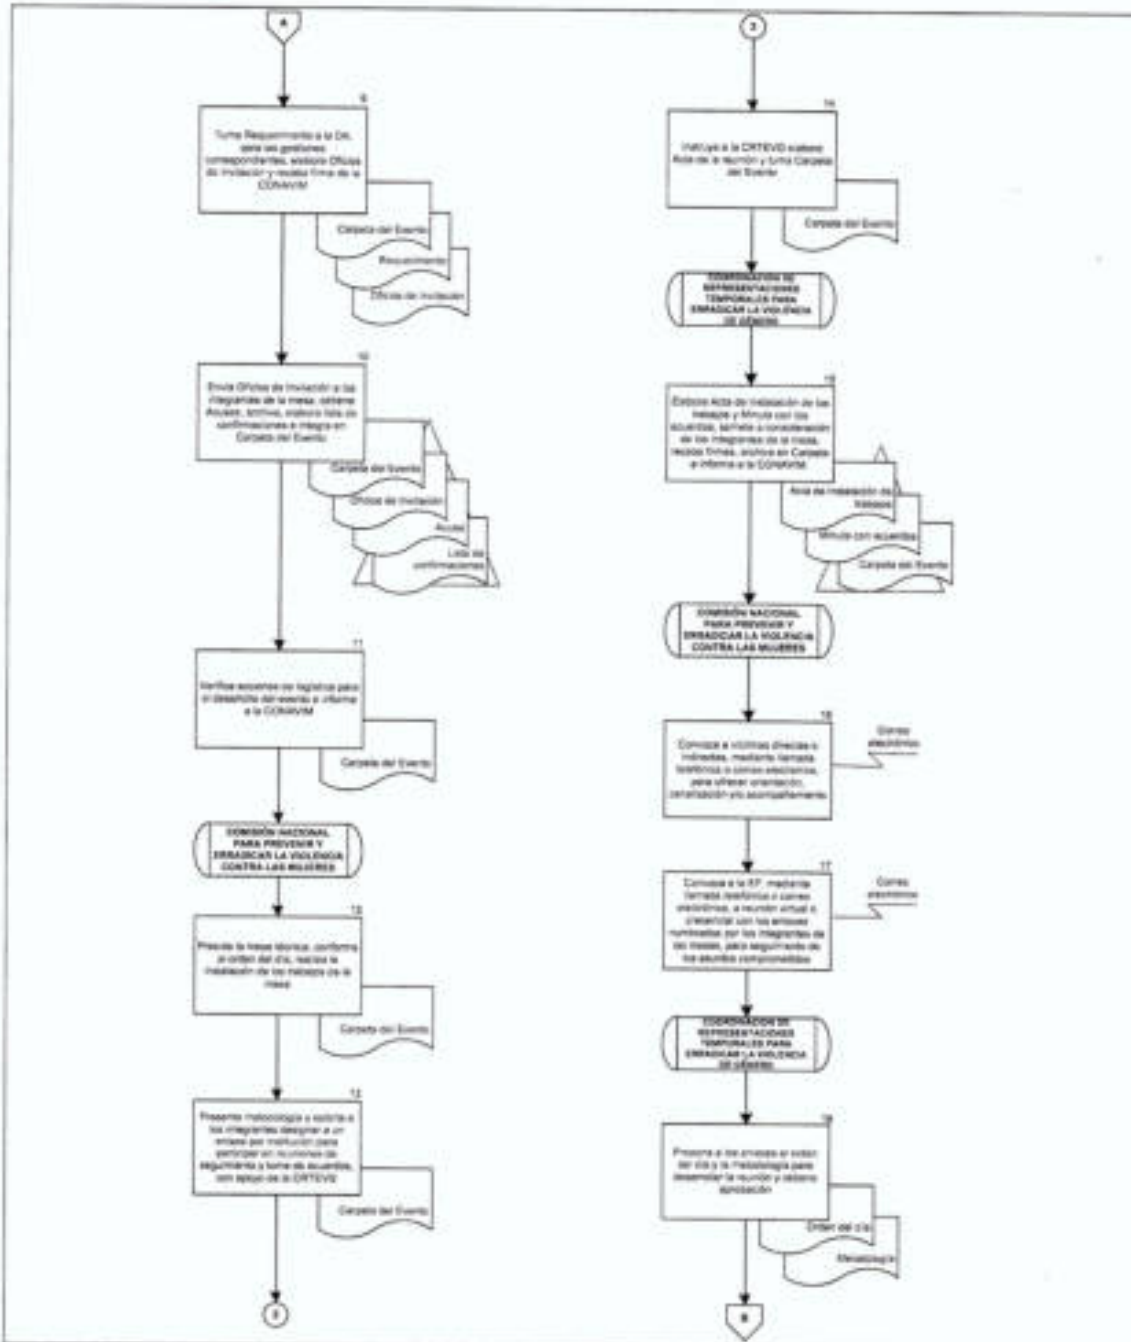 A
9
Turna Requerimiento a la DA,
para las gestiones
correspondientes, elabora Oficios
de Invitación y recaba firma de la
CONAVIM
Carpeta del Evento
Requerimiento
Oficios de Invitación
10
Envía Oficios de Invitación a las
integrantes de la mesa, obtiene
Acuses, archiva, elabora lista de
confirmaciones e integra en
Carpeta del Evento
Carpeta del Evento
Oficios de Invitación
Acuse
Lista de
confirmaciones
11
Verifica acciones de logística para
el desarrollo del evento e informa
a la CONAVIM
Carpeta del Evento
COMISIÓN NACIONAL
PARA PREVENIR Y
ERRADICAR LA VIOLENCIA
CONTRA LAS MUJERES
12
Preside la mesa técnica, conforme
al orden del día, realiza la
instalación de los trabajos de la
mesa
Carpeta del Evento
13
Presenta metodología y solicita a
los integrantes designar a un
enlace por institución para
participar en reuniones de
seguimiento y toma de acuerdos,
con apoyo de la CRTEVG
Carpeta del Evento
2
14
Instruye a la CRTEVG elabore
Acta de la reunión y turna Carpeta
del Evento
Carpeta del Evento
COORDINACIÓN DE
REPRESENTACIONES
TEMPORALES PARA
ERRADICAR LA VIOLENCIA
DE GÉNERO
15
Elabora Acta de Instalación de los
trabajos y Minuta con los
acuerdos, somete a consideración
de los integrantes de la mesa,
recaba firmas, archiva en Carpeta
e informa a la CONAVIM
Acta de Instalación de
trabajos
Minuta con acuerdos
Carpeta del Evento
COMISIÓN NACIONAL
PARA PREVENIR Y
ERRADICAR LA VIOLENCIA
CONTRA LAS MUJERES
16
Convoca a víctimas directas o
indirectas, mediante llamada
telefónica o correo electrónico,
para ofrecer orientación,
canalización y/o acompañamiento
Correo
electrónico
17
Convoca a la EF, mediante
llamada telefónica o correo
electrónico, a reunión virtual o
presencial con los enlaces
nombrados por los integrantes de
las mesas, para seguimiento de
los asuntos comprometidos
Correo
electrónico
COORDINACIÓN DE
REPRESENTACIONES
TEMPORALES PARA
ERRADICAR LA VIOLENCIA
DE GÉNERO
18
a los enlaces el orden
del día y la metodología para
desarrollar la reunión y obtiene
aprobación
Orden del día
Metodología
B